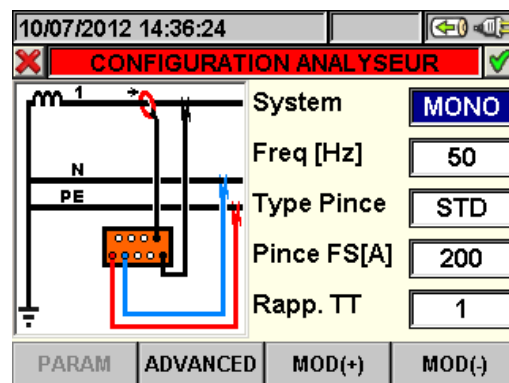 10/07/2012 14:36:24
CONFIGURATION ANALYSEUR
1
N
PE
System MONO
Freq [Hz] 50
Type Pince STD
Pince FS[A] 200
Rapp. TT 1
PARAM ADVANCED MOD(+) MOD(-)